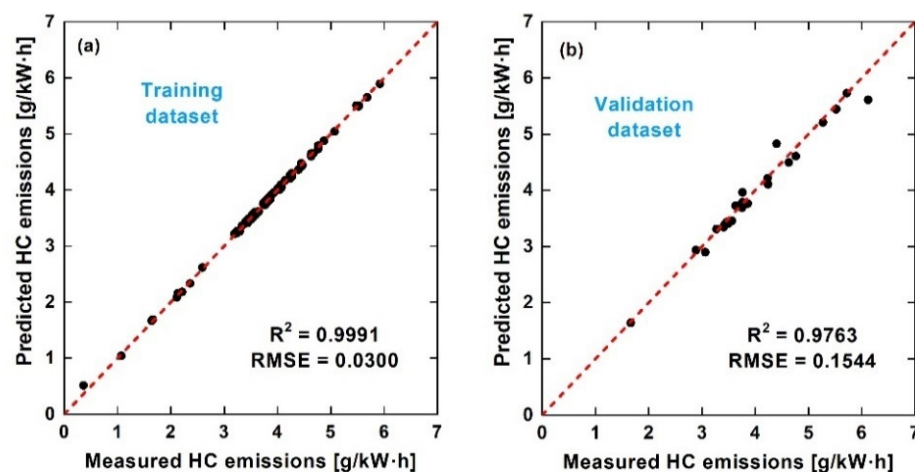 (a)
Training
dataset
R² = 0.9991
RMSE = 0.0300
Predicted HC emissions [g/kW·h]
7
6
5
4
3
2
1
0
0 1 2 3 4 5 6 7
Measured HC emissions [g/kW·h]
(b)
Validation
dataset
R² = 0.9763
RMSE = 0.1544
Predicted HC emissions [g/kW·h]
7
6
5
4
3
2
1
0
0 1 2 3 4 5 6 7
Measured HC emissions [g/kW·h]